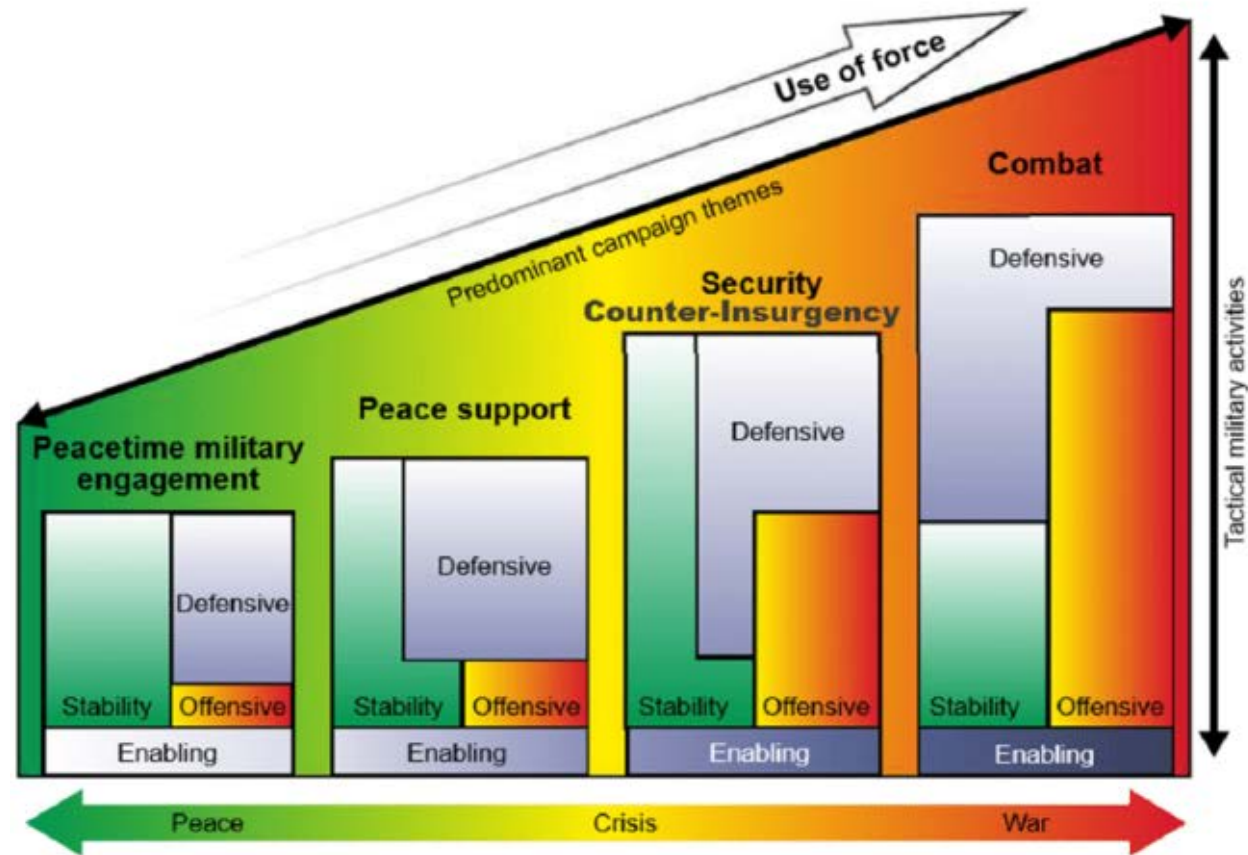 Use of force
Predominant campaign themes
Combat
Defensive
Security
Counter-Insurgency
Peace support
Peacetime military
engagement
Defensive
Defensive
Defensive
Stability
Offensive
Stability
Offensive
Stability
Offensive
Stability
Offensive
Enabling
Enabling
Enabling
Enabling
Peace
Crisis
War
Tactical military activities